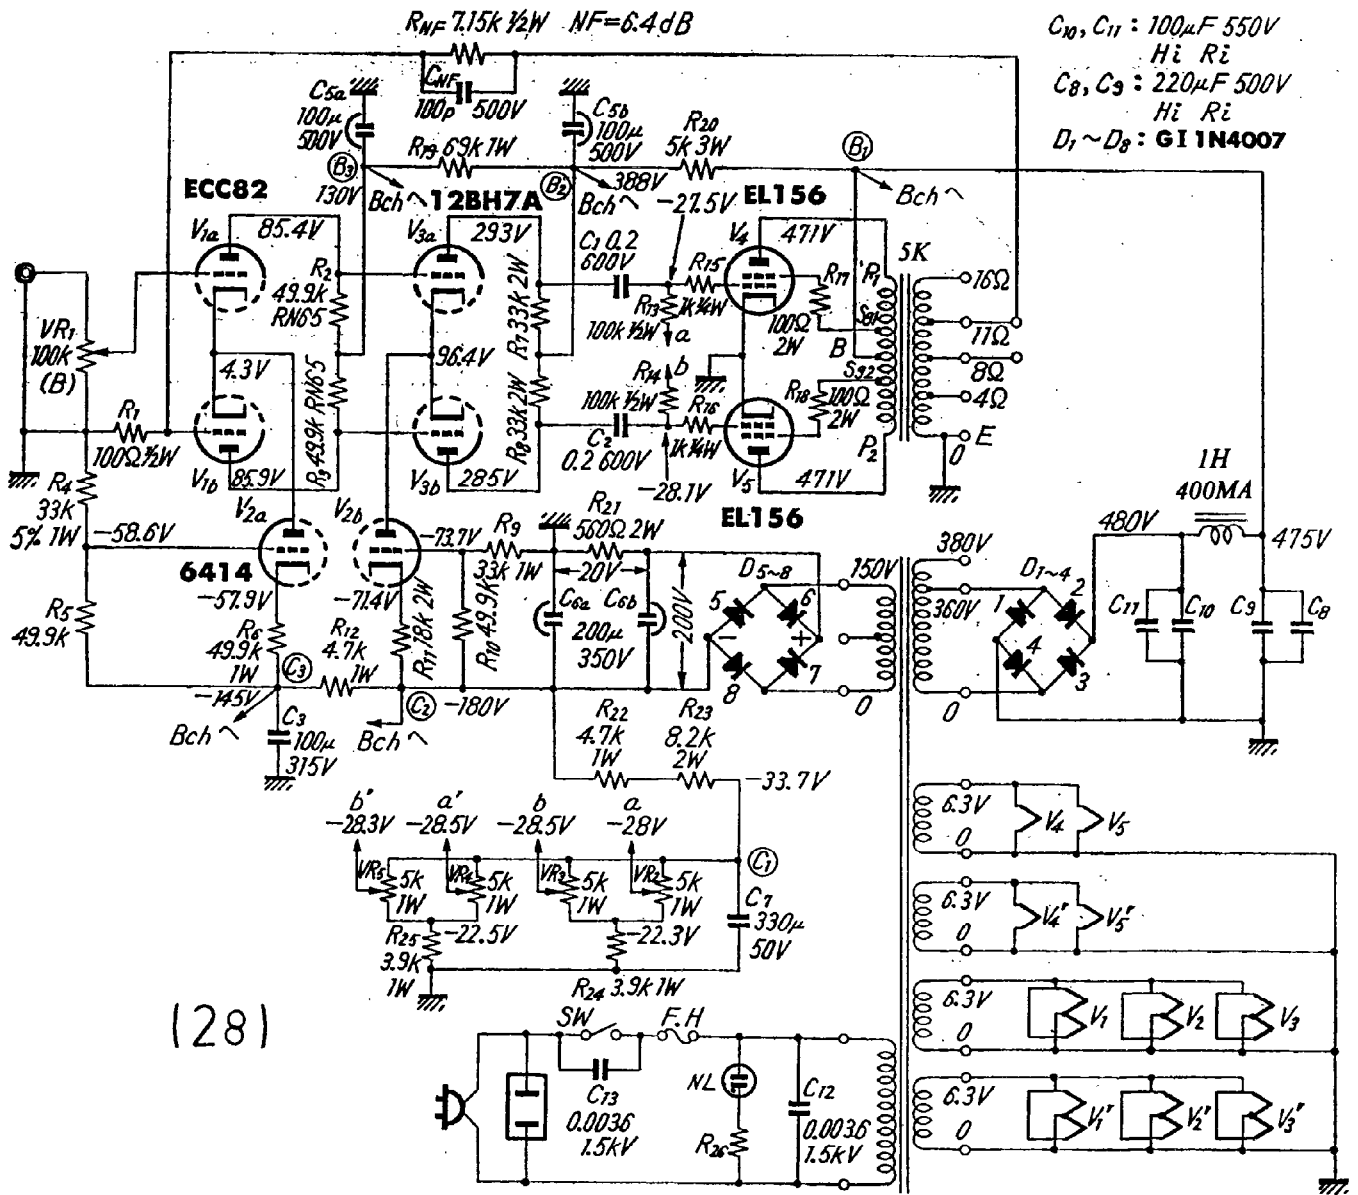 RNF 7.15k ½W NF=6.4dB
C10, C11 : 100μF 550V
Hi Ri
C8, C9 : 220μF 500V
Hi Ri
D1~D8 : GI 1N4007
C5a
100μ
500V
CNF
100p 500V
C5b
100μ
500V
R19 69k 1W
R20
5k 3W
B3
130V
Bch
B2
388V
Bch
B1
Bch
ECC82
12BH7A
EL156
-27.5V
V1a
85.4V
V3a
293V
C1 0.2
600V
V4
471V
5K
R2
49.9k
RN65
R7 33k 2W
R13
100k ½W
R15
1k ¼W
a
R17
100Ω
2W
P1
Sg1
B
16Ω
11Ω
8Ω
4Ω
E
0
VR1
100k
(B)
4.3V
96.4V
R14
100k ½W
b
R18
100Ω
2W
Sg2
P2
R1
100Ω ½W
R3 49.9k RN65
R8 33k 2W
C2
0.2 600V
R16
1k ¼W
V1b
85.9V
V3b
285V
-28.1V
V5
471V
EL156
R4
33k
5% 1W
-58.6V
V2a
V2b
6414
-57.9V
-73.7V
-71.4V
R9
33k 1W
R21
560Ω 2W
20V
R5
49.9k
R6
49.9k
1W
R12
4.7k
1W
R11 18k 2W
R10 49.9k
C6a
C6b
200μ
350V
200V
D5~8
5
6
7
8
150V
0
380V
360V
0
D1~4
1
2
3
4
480V
1H
400MA
475V
C11
C10
C9
C8
C3
-145V
Bch
C3
100μ
315V
C2
Bch
-180V
R22
4.7k
1W
R23
8.2k
2W
-33.7V
b'
-28.3V
a'
-28.5V
b
-28.5V
a
-28V
C1
VR5
5k
1W
VR4
5k
1W
VR3
5k
1W
VR2
5k
1W
C7
330μ
50V
R25
3.9k
1W
-22.5V
-22.3V
R24 3.9k 1W
6.3V
0
V4
V5
6.3V
0
V4'
V5'
6.3V
0
V1
V2
V3
6.3V
0
V1'
V2'
V3'
(28)
SW
F.H
C13
0.0036
1.5kV
NL
R26
C12
0.0036
1.5kV